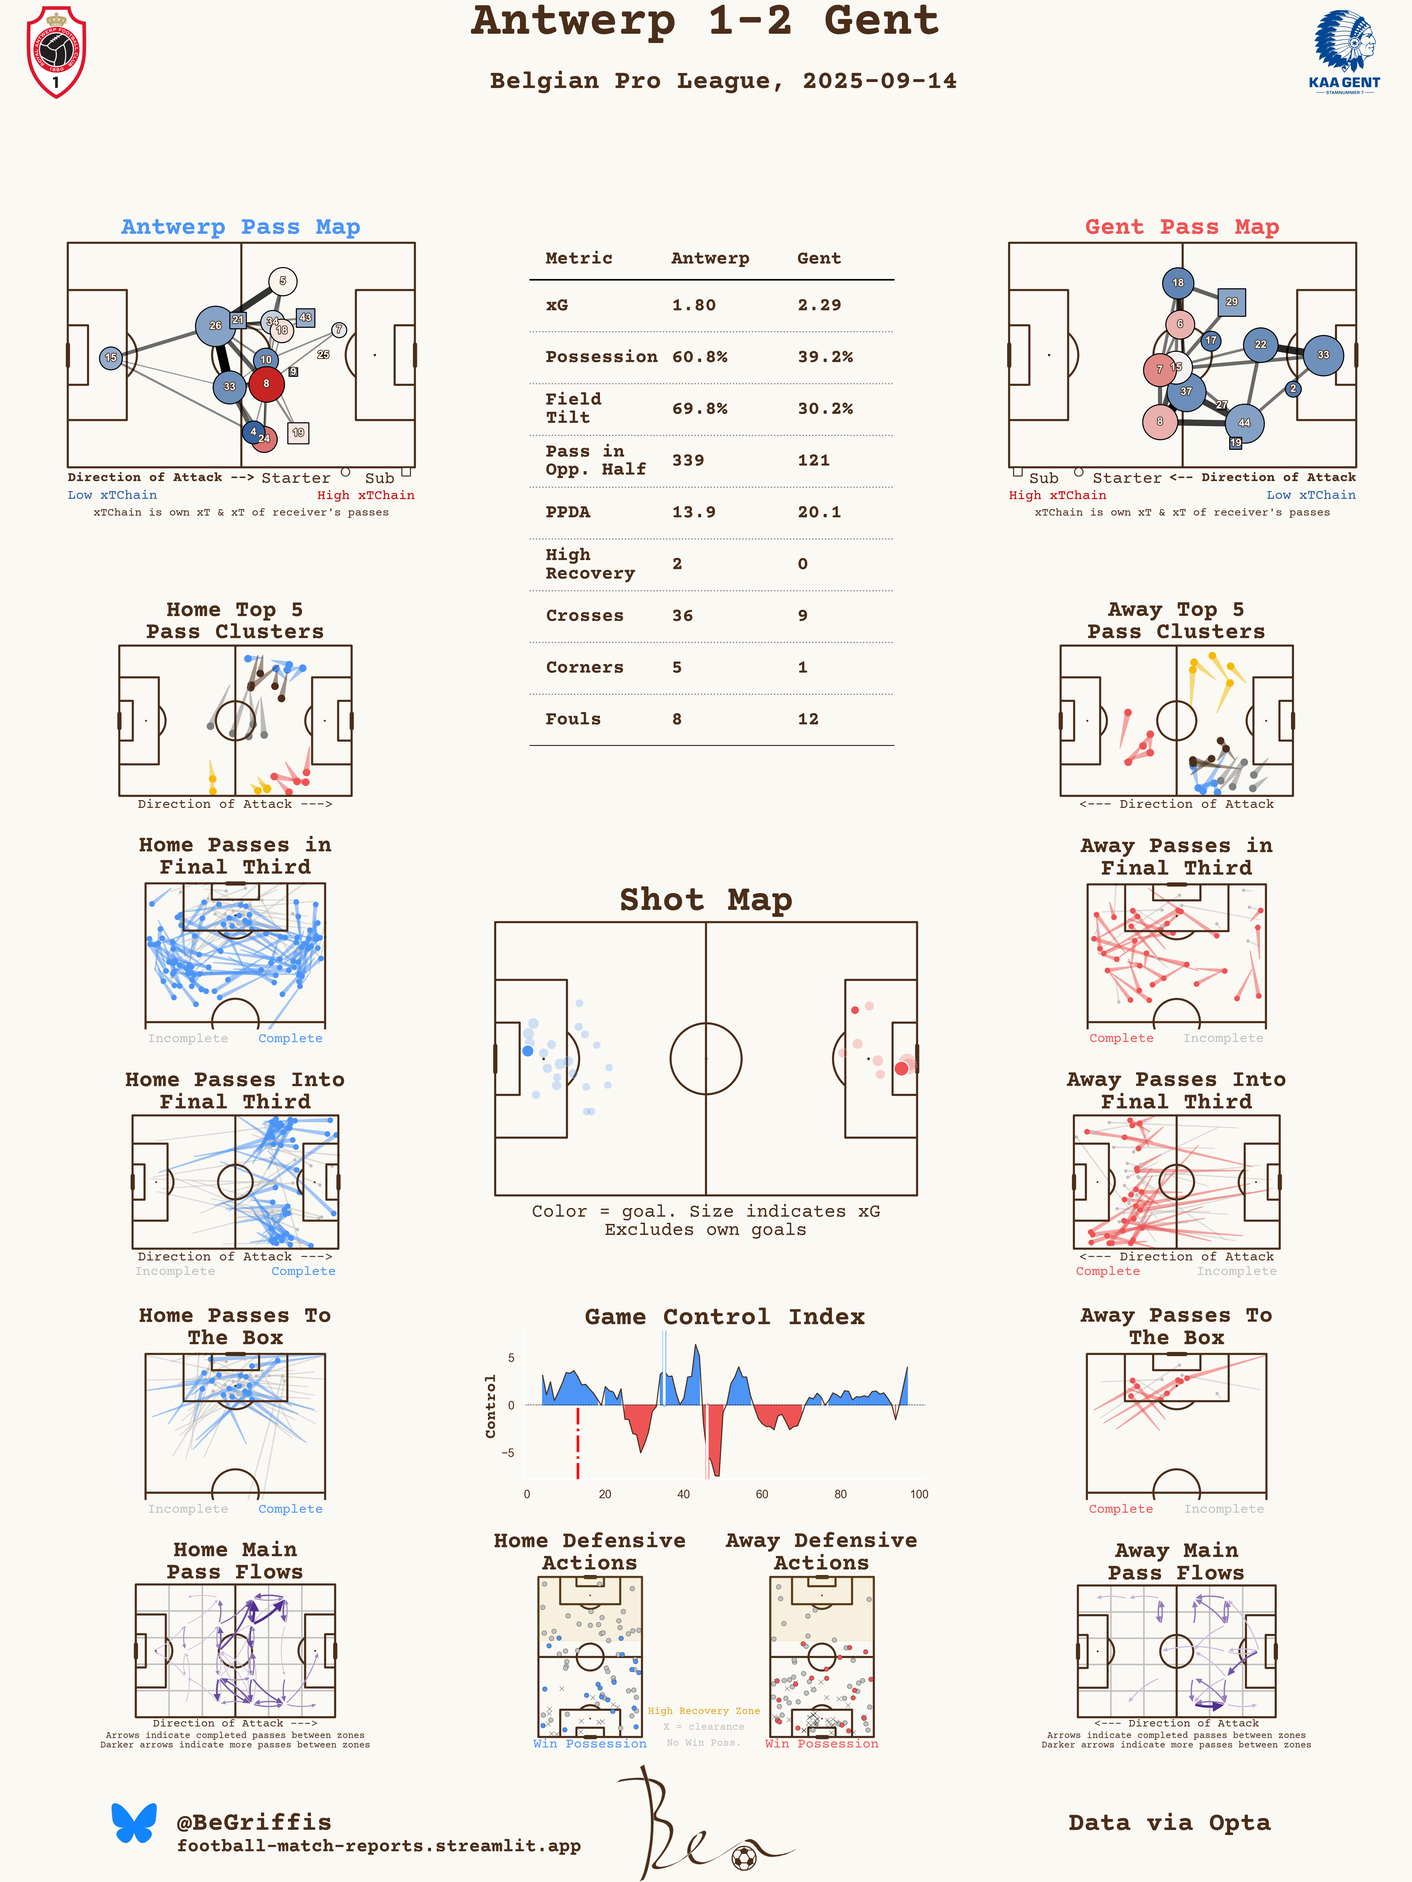 Antwerp 1-2 Gent
Belgian Pro League, 2025-09-14
ANTWERP FOOTBALL CLUB
1880
1
KAA GENT
STAMNUMMER 7
Antwerp Pass Map
5
26
21
34
18
43
7
15
10
25
9
33
8
4
24
19
Direction of Attack --> Starter Sub
Low xTChain High xTChain
xTChain is own xT & xT of receiver's passes
Metric Antwerp Gent
xG 1.80 2.29
Possession 60.8% 39.2%
Field
Tilt 69.8% 30.2%
Pass in
Opp. Half 339 121
PPDA 13.9 20.1
High
Recovery 2 0
Crosses 36 9
Corners 5 1
Fouls 8 12
Gent Pass Map
18
29
6
17
22
33
7
15
2
37
27
8
44
19
Sub Starter <-- Direction of Attack
High xTChain Low xTChain
xTChain is own xT & xT of receiver's passes
Home Top 5
Pass Clusters
Direction of Attack --->
Away Top 5
Pass Clusters
<--- Direction of Attack
Home Passes in
Final Third
Incomplete Complete
Away Passes in
Final Third
Complete Incomplete
Shot Map
Color = goal. Size indicates xG
Excludes own goals
Home Passes Into
Final Third
Direction of Attack --->
Incomplete Complete
Away Passes Into
Final Third
<--- Direction of Attack
Complete Incomplete
Home Passes To
The Box
Incomplete Complete
Game Control Index
Control
5
0
−5
0 20 40 60 80 100
Away Passes To
The Box
Complete Incomplete
Home Main
Pass Flows
Direction of Attack --->
Arrows indicate completed passes between zones
Darker arrows indicate more passes between zones
Home Defensive
Actions
Win Possession
Away Defensive
Actions
Win Possession
High Recovery Zone
X = clearance
No Win Poss.
Away Main
Pass Flows
<--- Direction of Attack
Arrows indicate completed passes between zones
Darker arrows indicate more passes between zones
@BeGriffis
football-match-reports.streamlit.app
Ben
Data via Opta